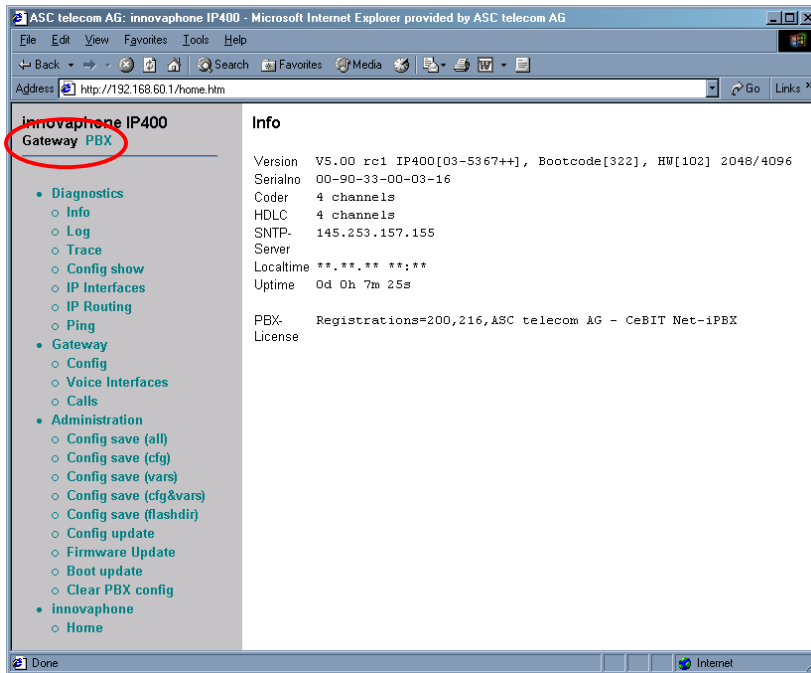 ASC telecom AG: innovaphone IP400 - Microsoft Internet Explorer provided by ASC telecom AG
File Edit View Favorites Tools Help
Back Search Favorites Media
Address http://192.168.60.1/home.htm Go Links »
innovaphone IP400
Gateway PBX
Diagnostics
Info
Log
Trace
Config show
IP Interfaces
IP Routing
Ping
Gateway
Config
Voice Interfaces
Calls
Administration
Config save (all)
Config save (cfg)
Config save (vars)
Config save (cfg&vars)
Config save (flashdir)
Config update
Firmware Update
Boot update
Clear PBX config
innovaphone
Home
Info
Version V5.00 rc1 IP400[03-5367++], Bootcode[322], HW[102] 2048/4096
Serialno 00-90-33-00-03-16
Coder 4 channels
HDLC 4 channels
SNTP- 145.253.157.155
Server
Localtime **.**.** **:**
Uptime 0d 0h 7m 25s
PBX- Registrations=200,216,ASC telecom AG - CeBIT Net-iPBX
License
Done Internet